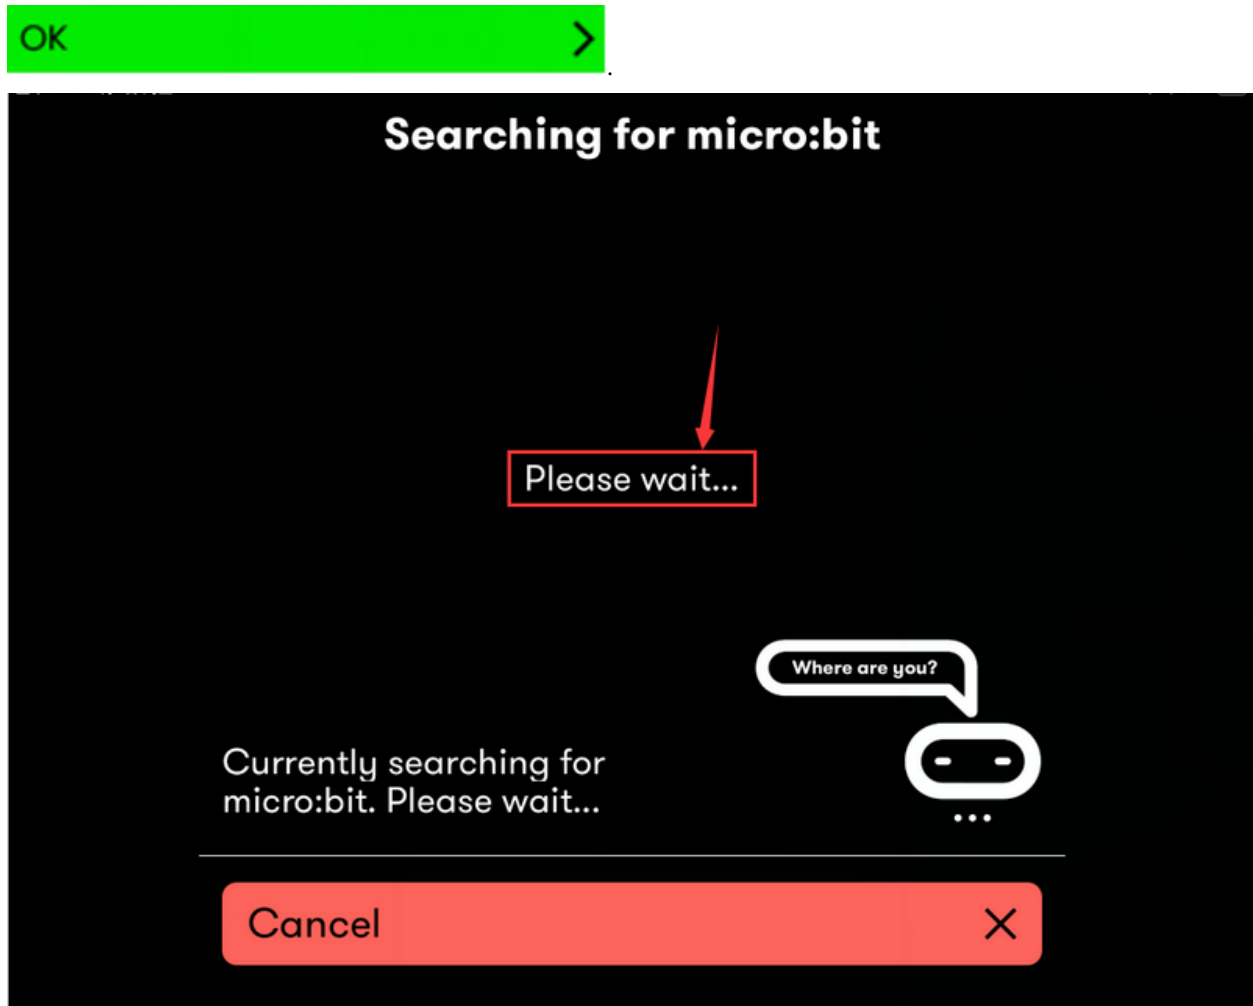 OK
.
Searching for micro:bit
Please wait...
Where are you?
Currently searching for
micro:bit. Please wait...
Cancel